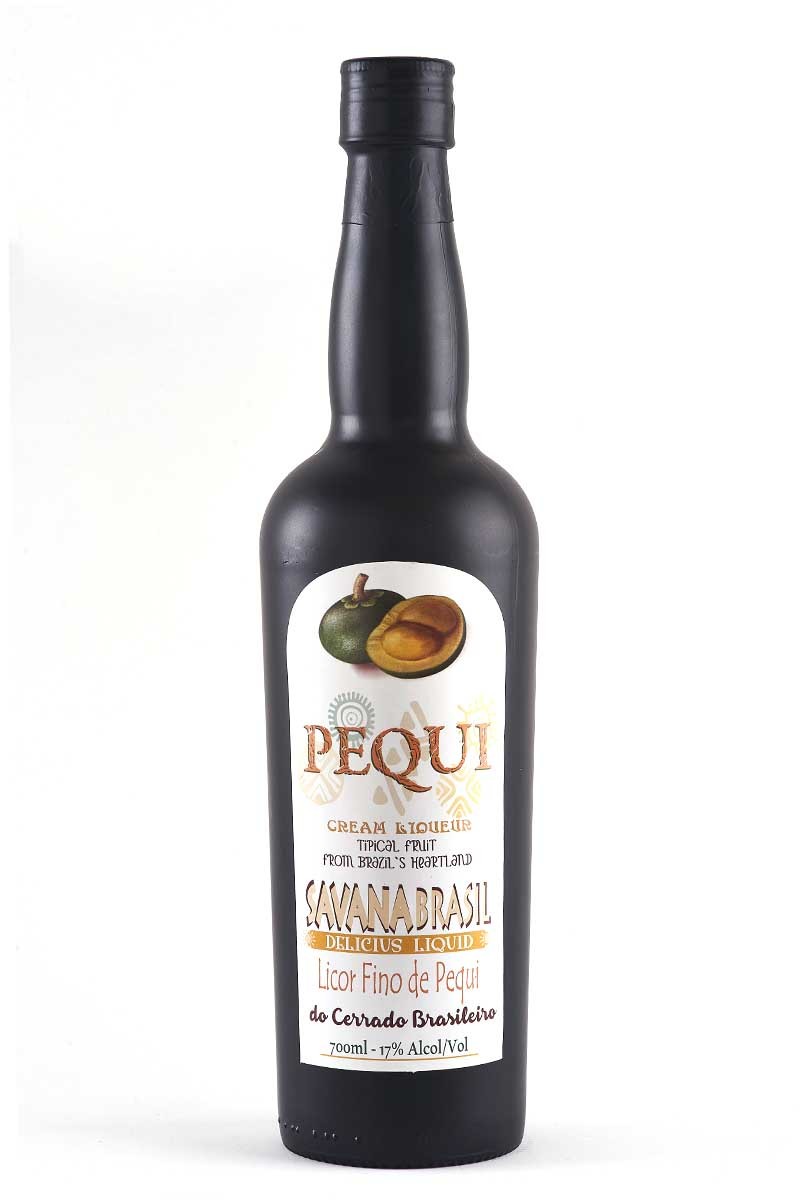 PEQUI
CREAM LIQUEUR
TIPICAL FRUIT
FROM BRAZIL'S HEARTLAND
SAVANABRASIL
DELICIUS LIQUID
Licor Fino de Pequi
do Cerrado Brasileiro
700ml - 17% Alcol/Vol